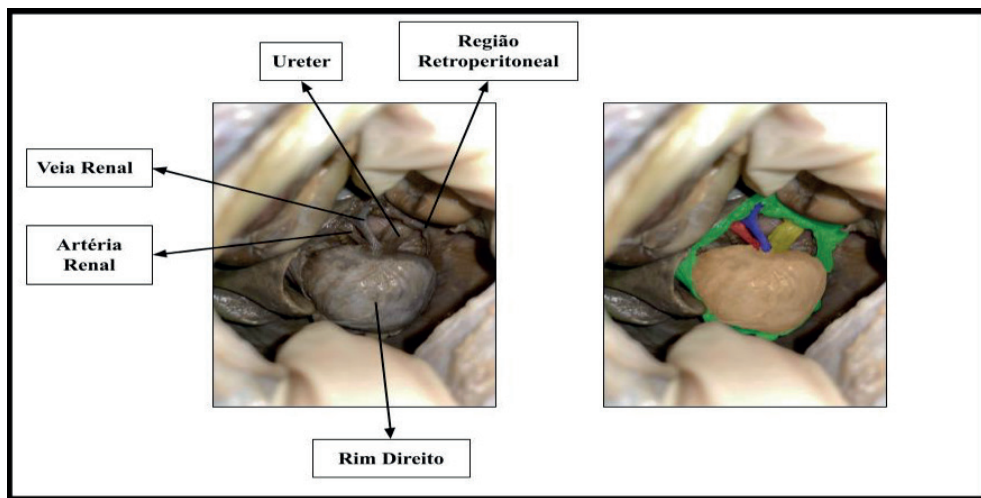 Região
Retroperitoneal
Ureter
Veia Renal
Artéria
Renal
Rim Direito